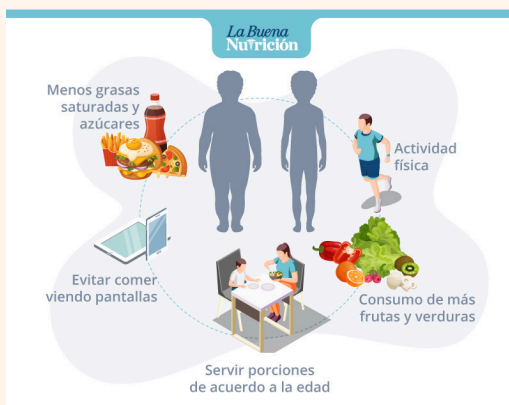 La Buena
Nutrición
Menos grasas
saturadas y
azúcares
Actividad
física
Evitar comer
viendo pantallas
Consumo de más
frutas y verduras
Servir porciones
de acuerdo a la edad